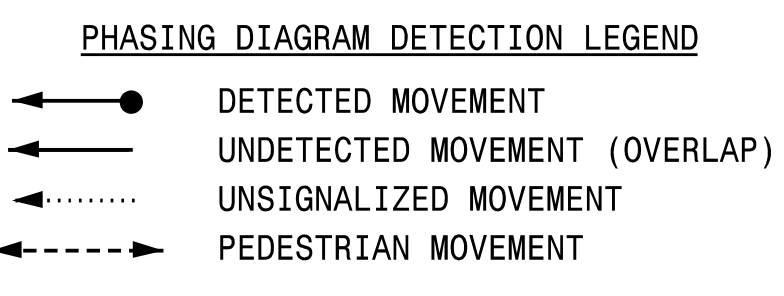 PHASING DIAGRAM DETECTION LEGEND
DETECTED MOVEMENT
UNDETECTED MOVEMENT (OVERLAP)
UNSIGNALIZED MOVEMENT
PEDESTRIAN MOVEMENT